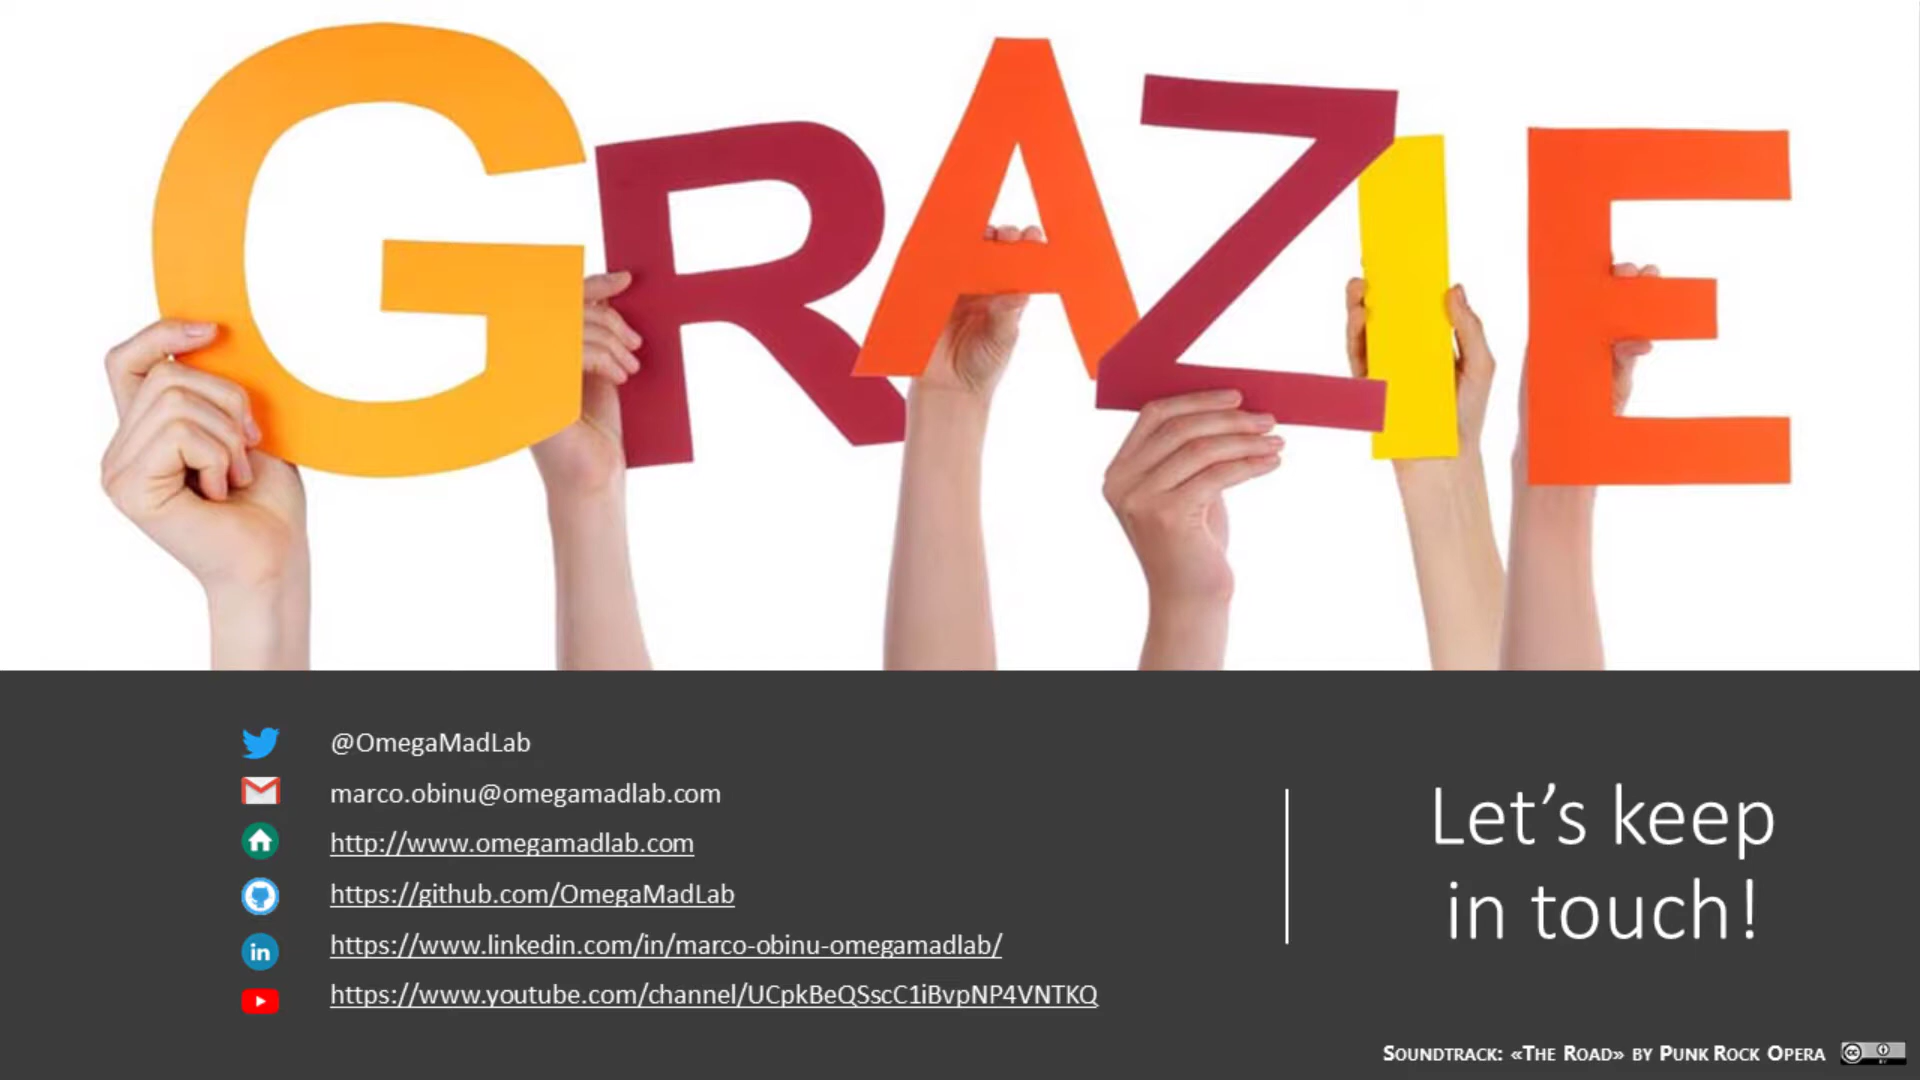 GRAZIE
@OmegaMadLab
marco.obinu@omegamadlab.com
http://www.omegamadlab.com
https://github.com/OmegaMadLab
https://www.linkedin.com/in/marco-obinu-omegamadlab/
https://www.youtube.com/channel/UCpkBeQSscC1iBvpNP4VNTKQ
Let's keep
in touch!
SOUNDTRACK: «THE ROAD» BY PUNK ROCK OPERA
cc BY